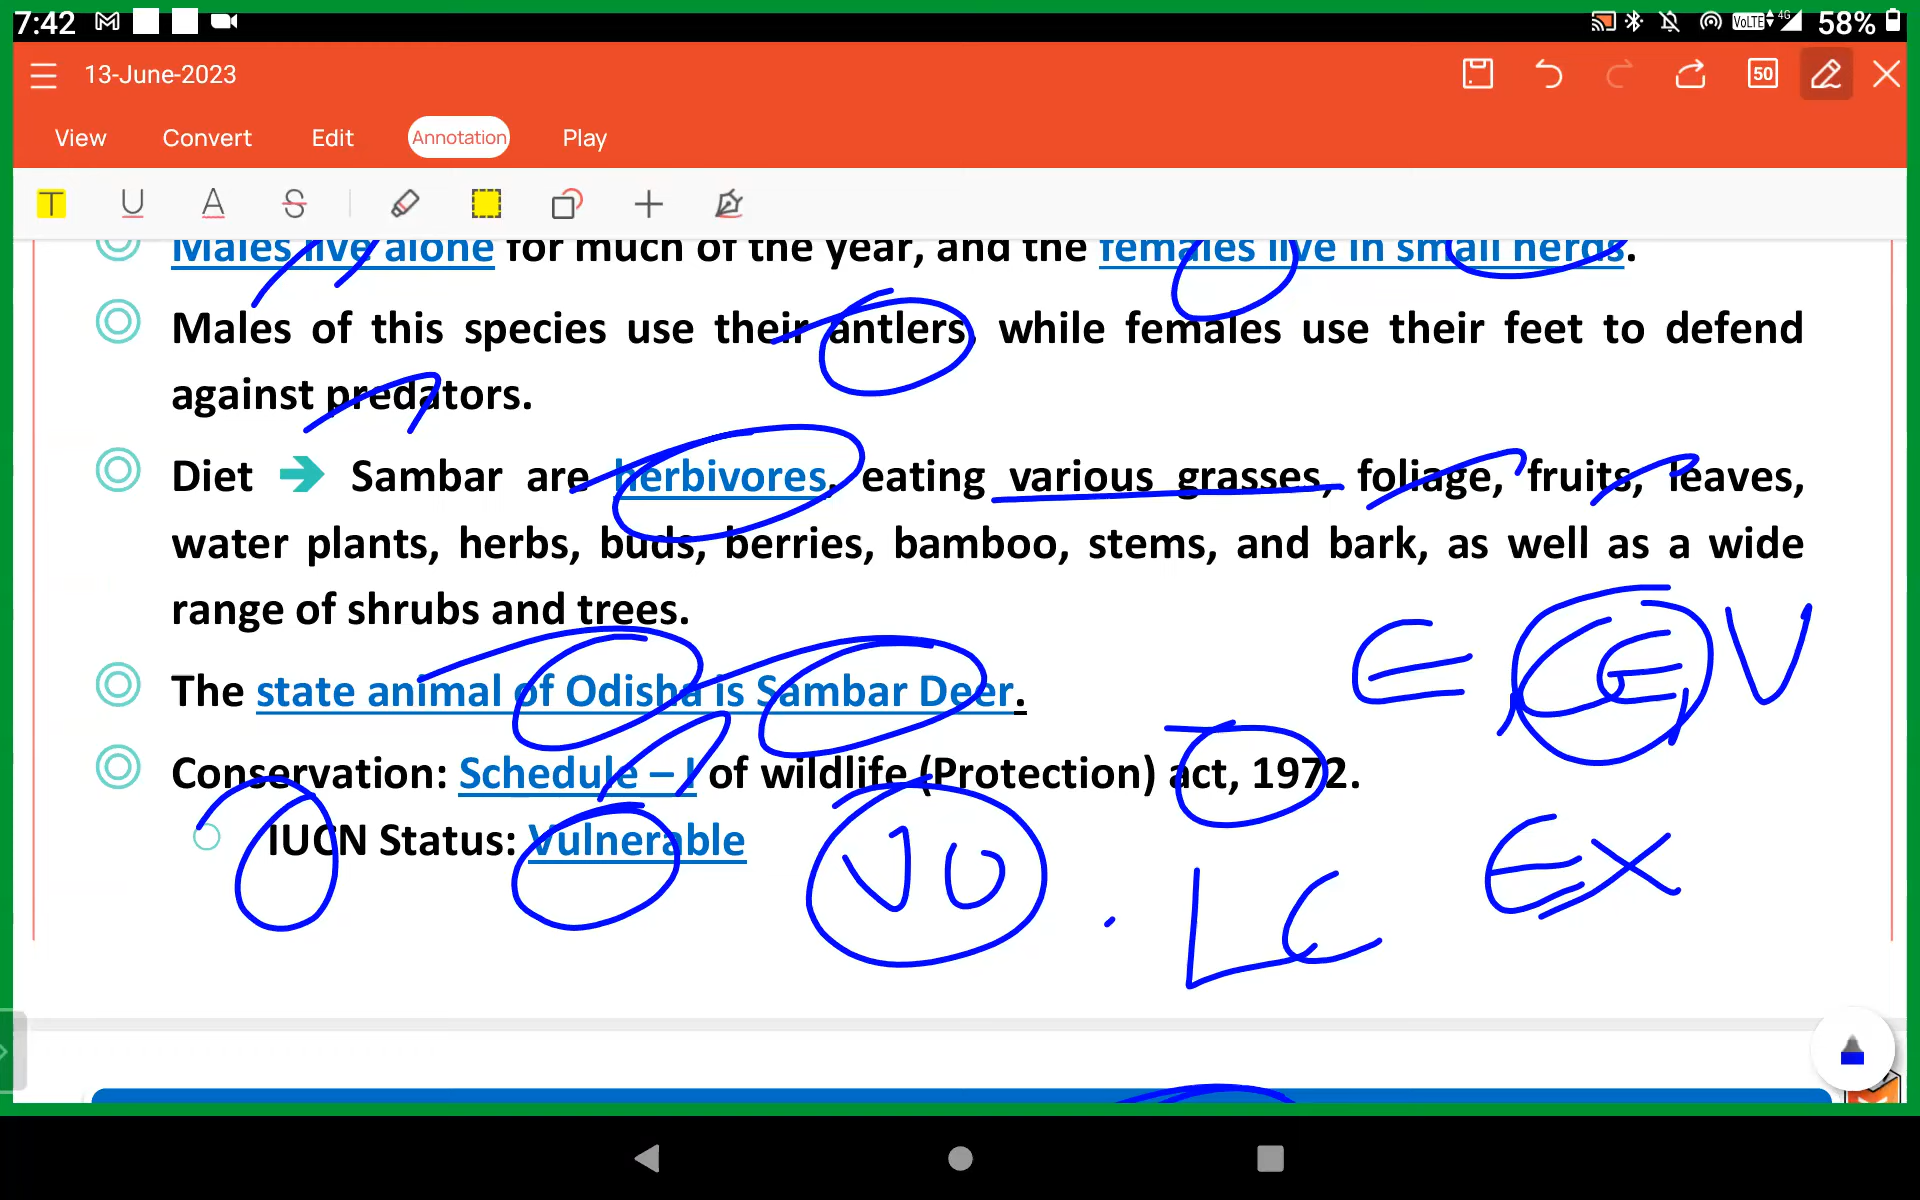 7:42 VoLTE 4G 58%
13-June-2023 50
View Convert Edit Annotation Play
T U A S
Males live alone for much of the year, and the females live in small herds.
Males of this species use their antlers, while females use their feet to defend
against predators.
Diet → Sambar are herbivores, eating various grasses, foliage, fruits, leaves,
water plants, herbs, buds, berries, bamboo, stems, and bark, as well as a wide
range of shrubs and trees.
E, CE, V
The state animal of Odisha is Sambar Deer.
Conservation: Schedule – I of wildlife (Protection) act, 1972.
IUCN Status: Vulnerable
VU LC EX